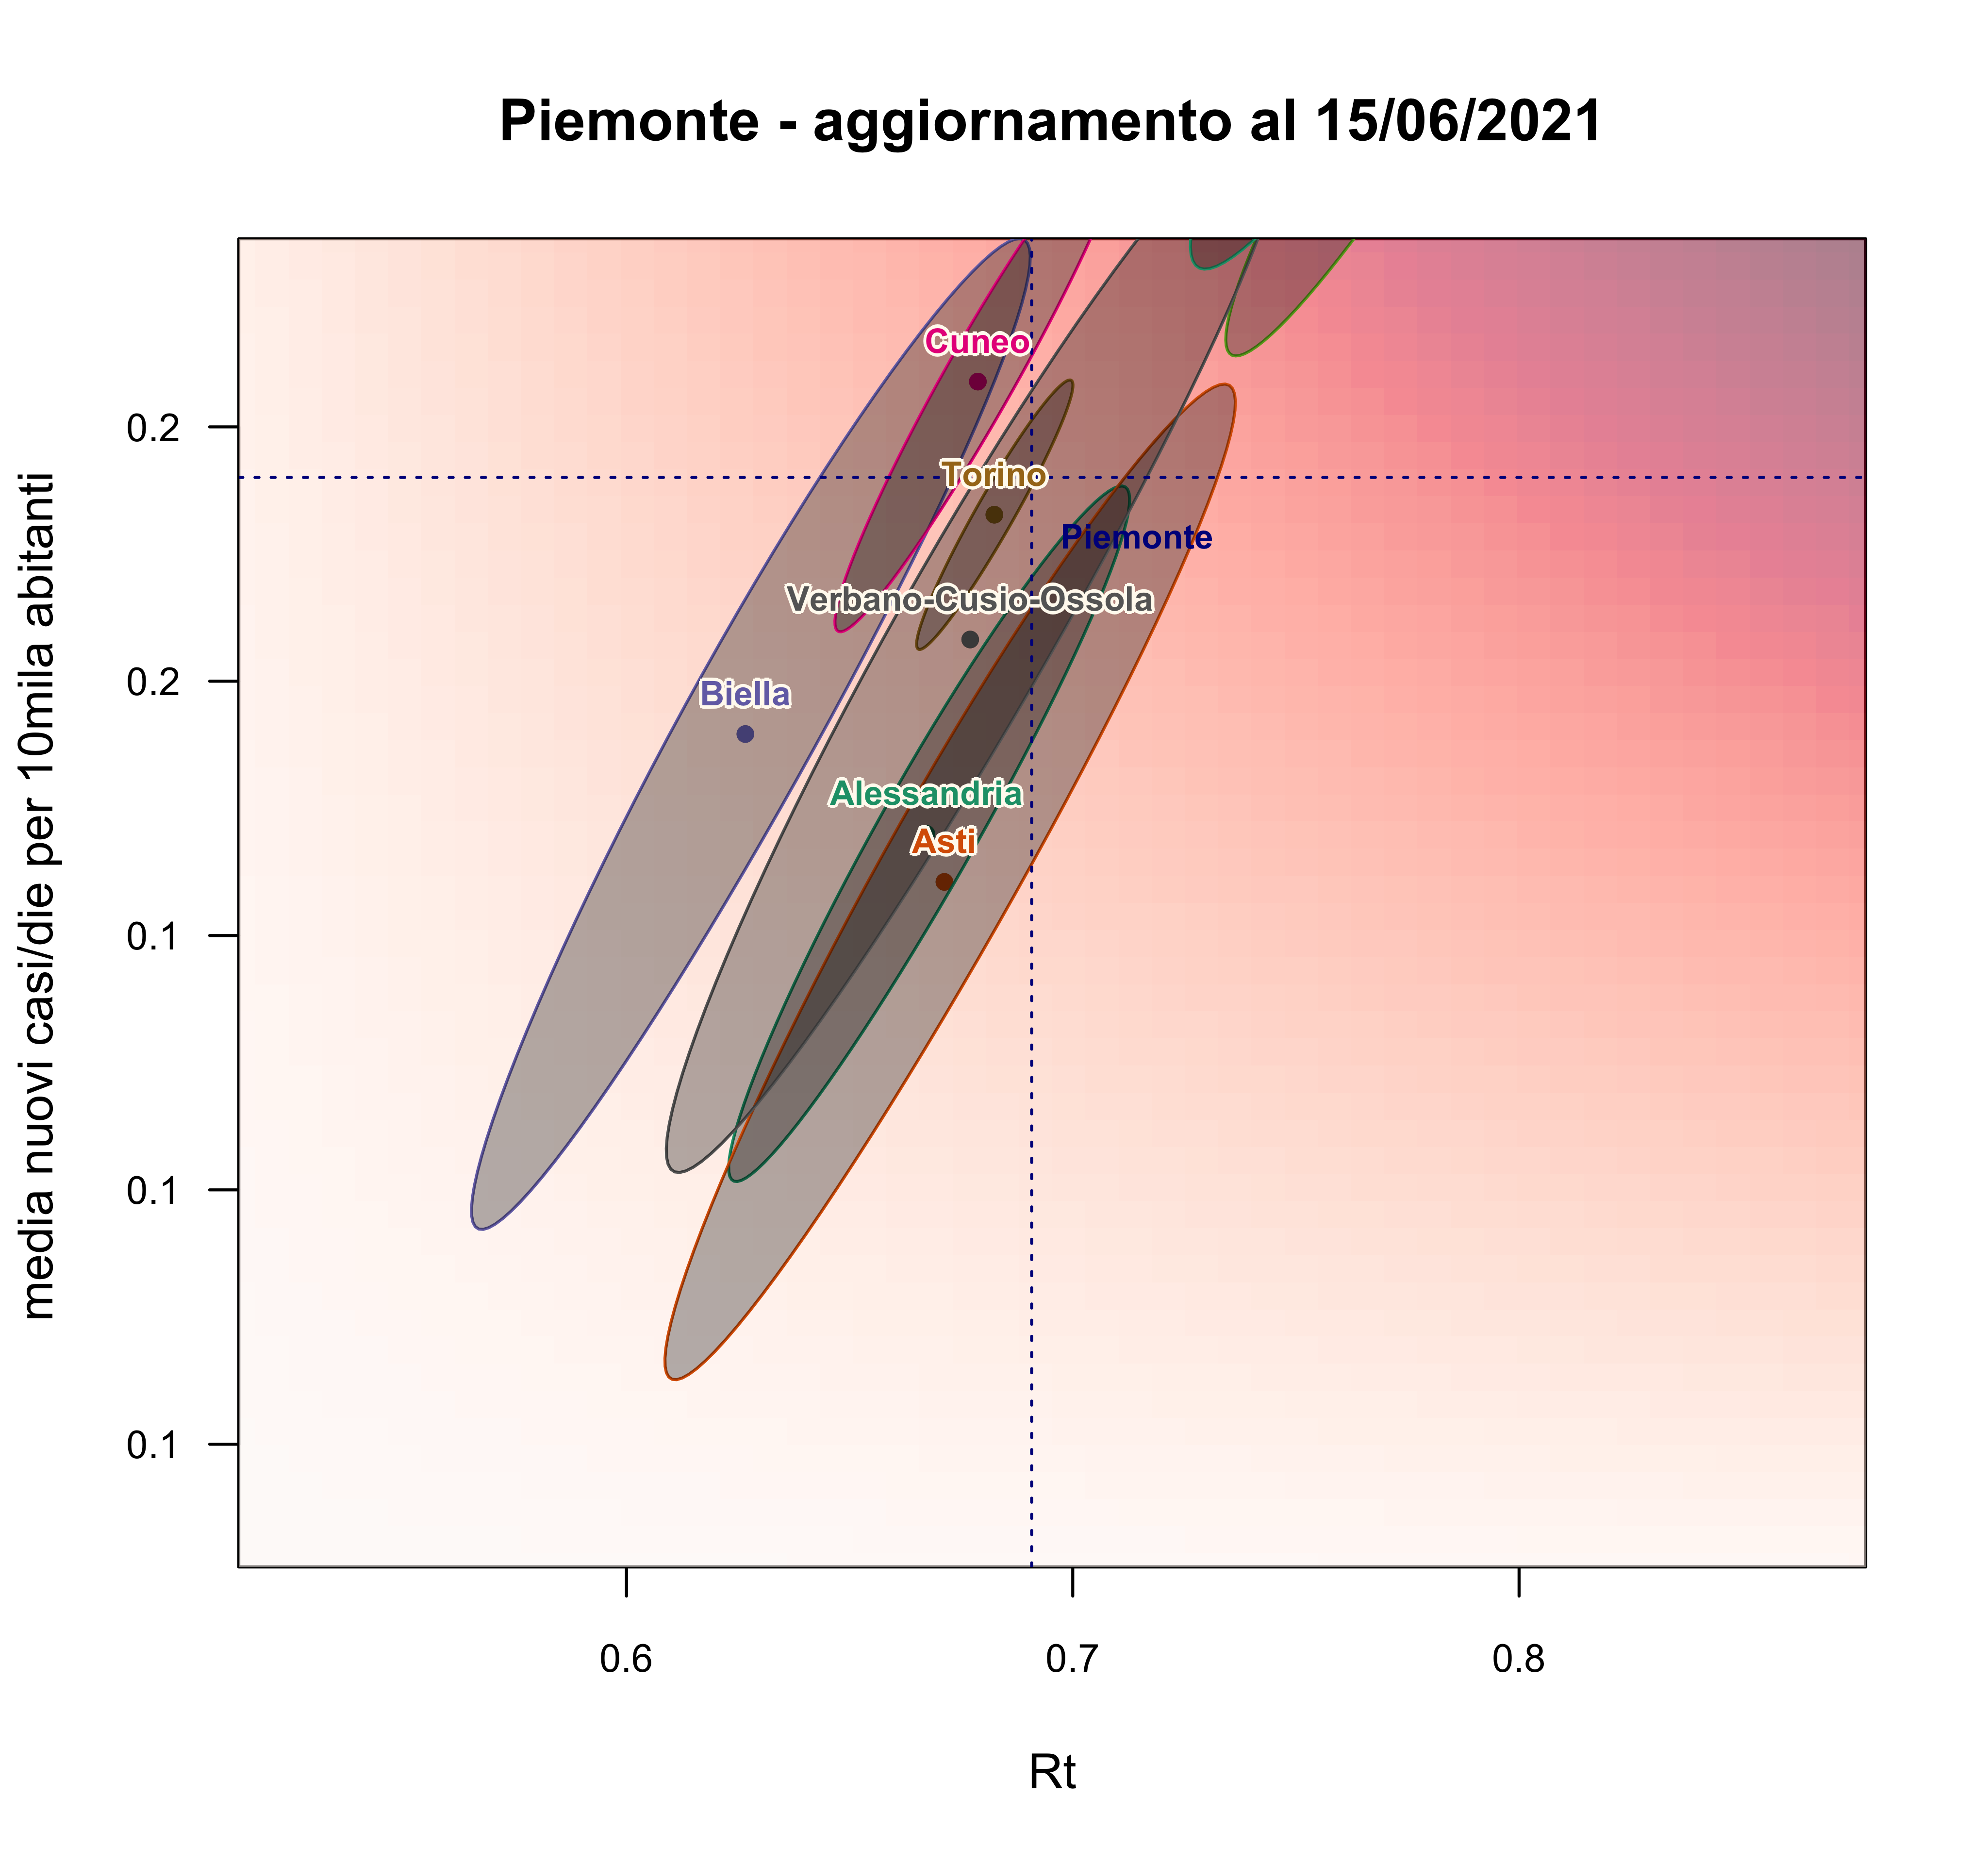 Piemonte - aggiornamento al 15/06/2021
media nuovi casi/die per 10mila abitanti
0.2
0.2
0.1
0.1
0.1
Cuneo
Torino
Piemonte
Verbano-Cusio-Ossola
Biella
Alessandria
Asti
0.6
0.7
0.8
Rt